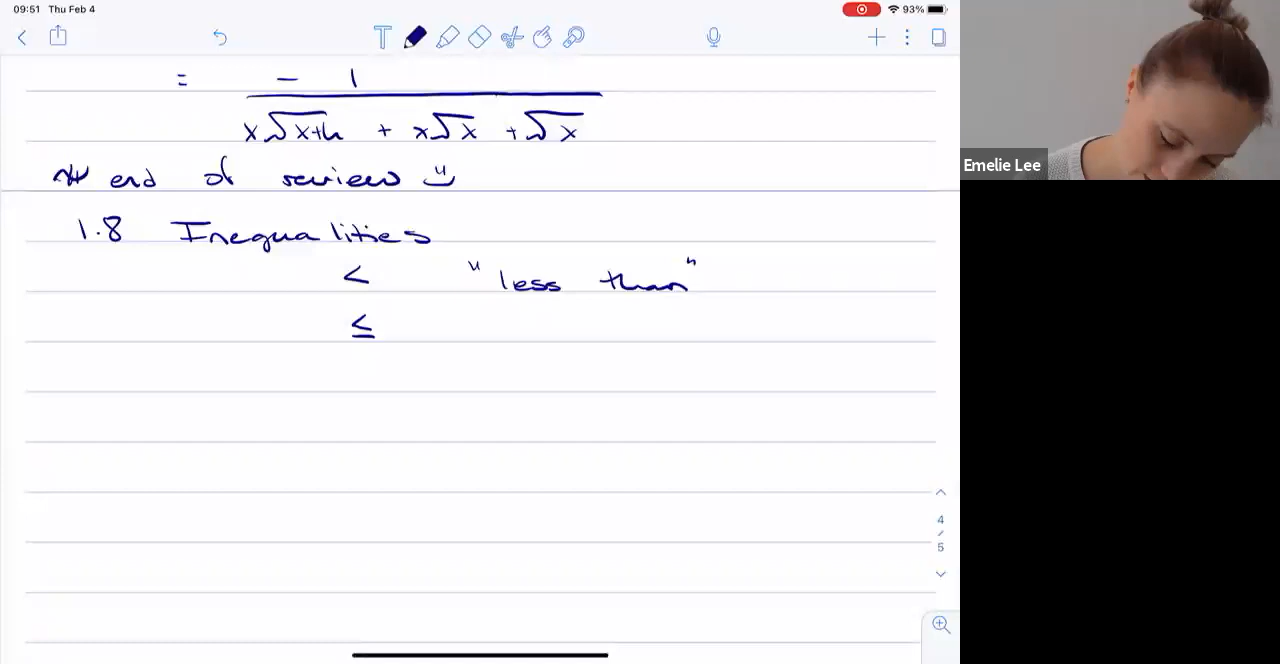 09:51 Thu Feb 4
93%
= - 1
x√x+h + x√x + √x
** end of review
1.8 Inequalities
< "less than"
≤
Emelie Lee
4
/
5